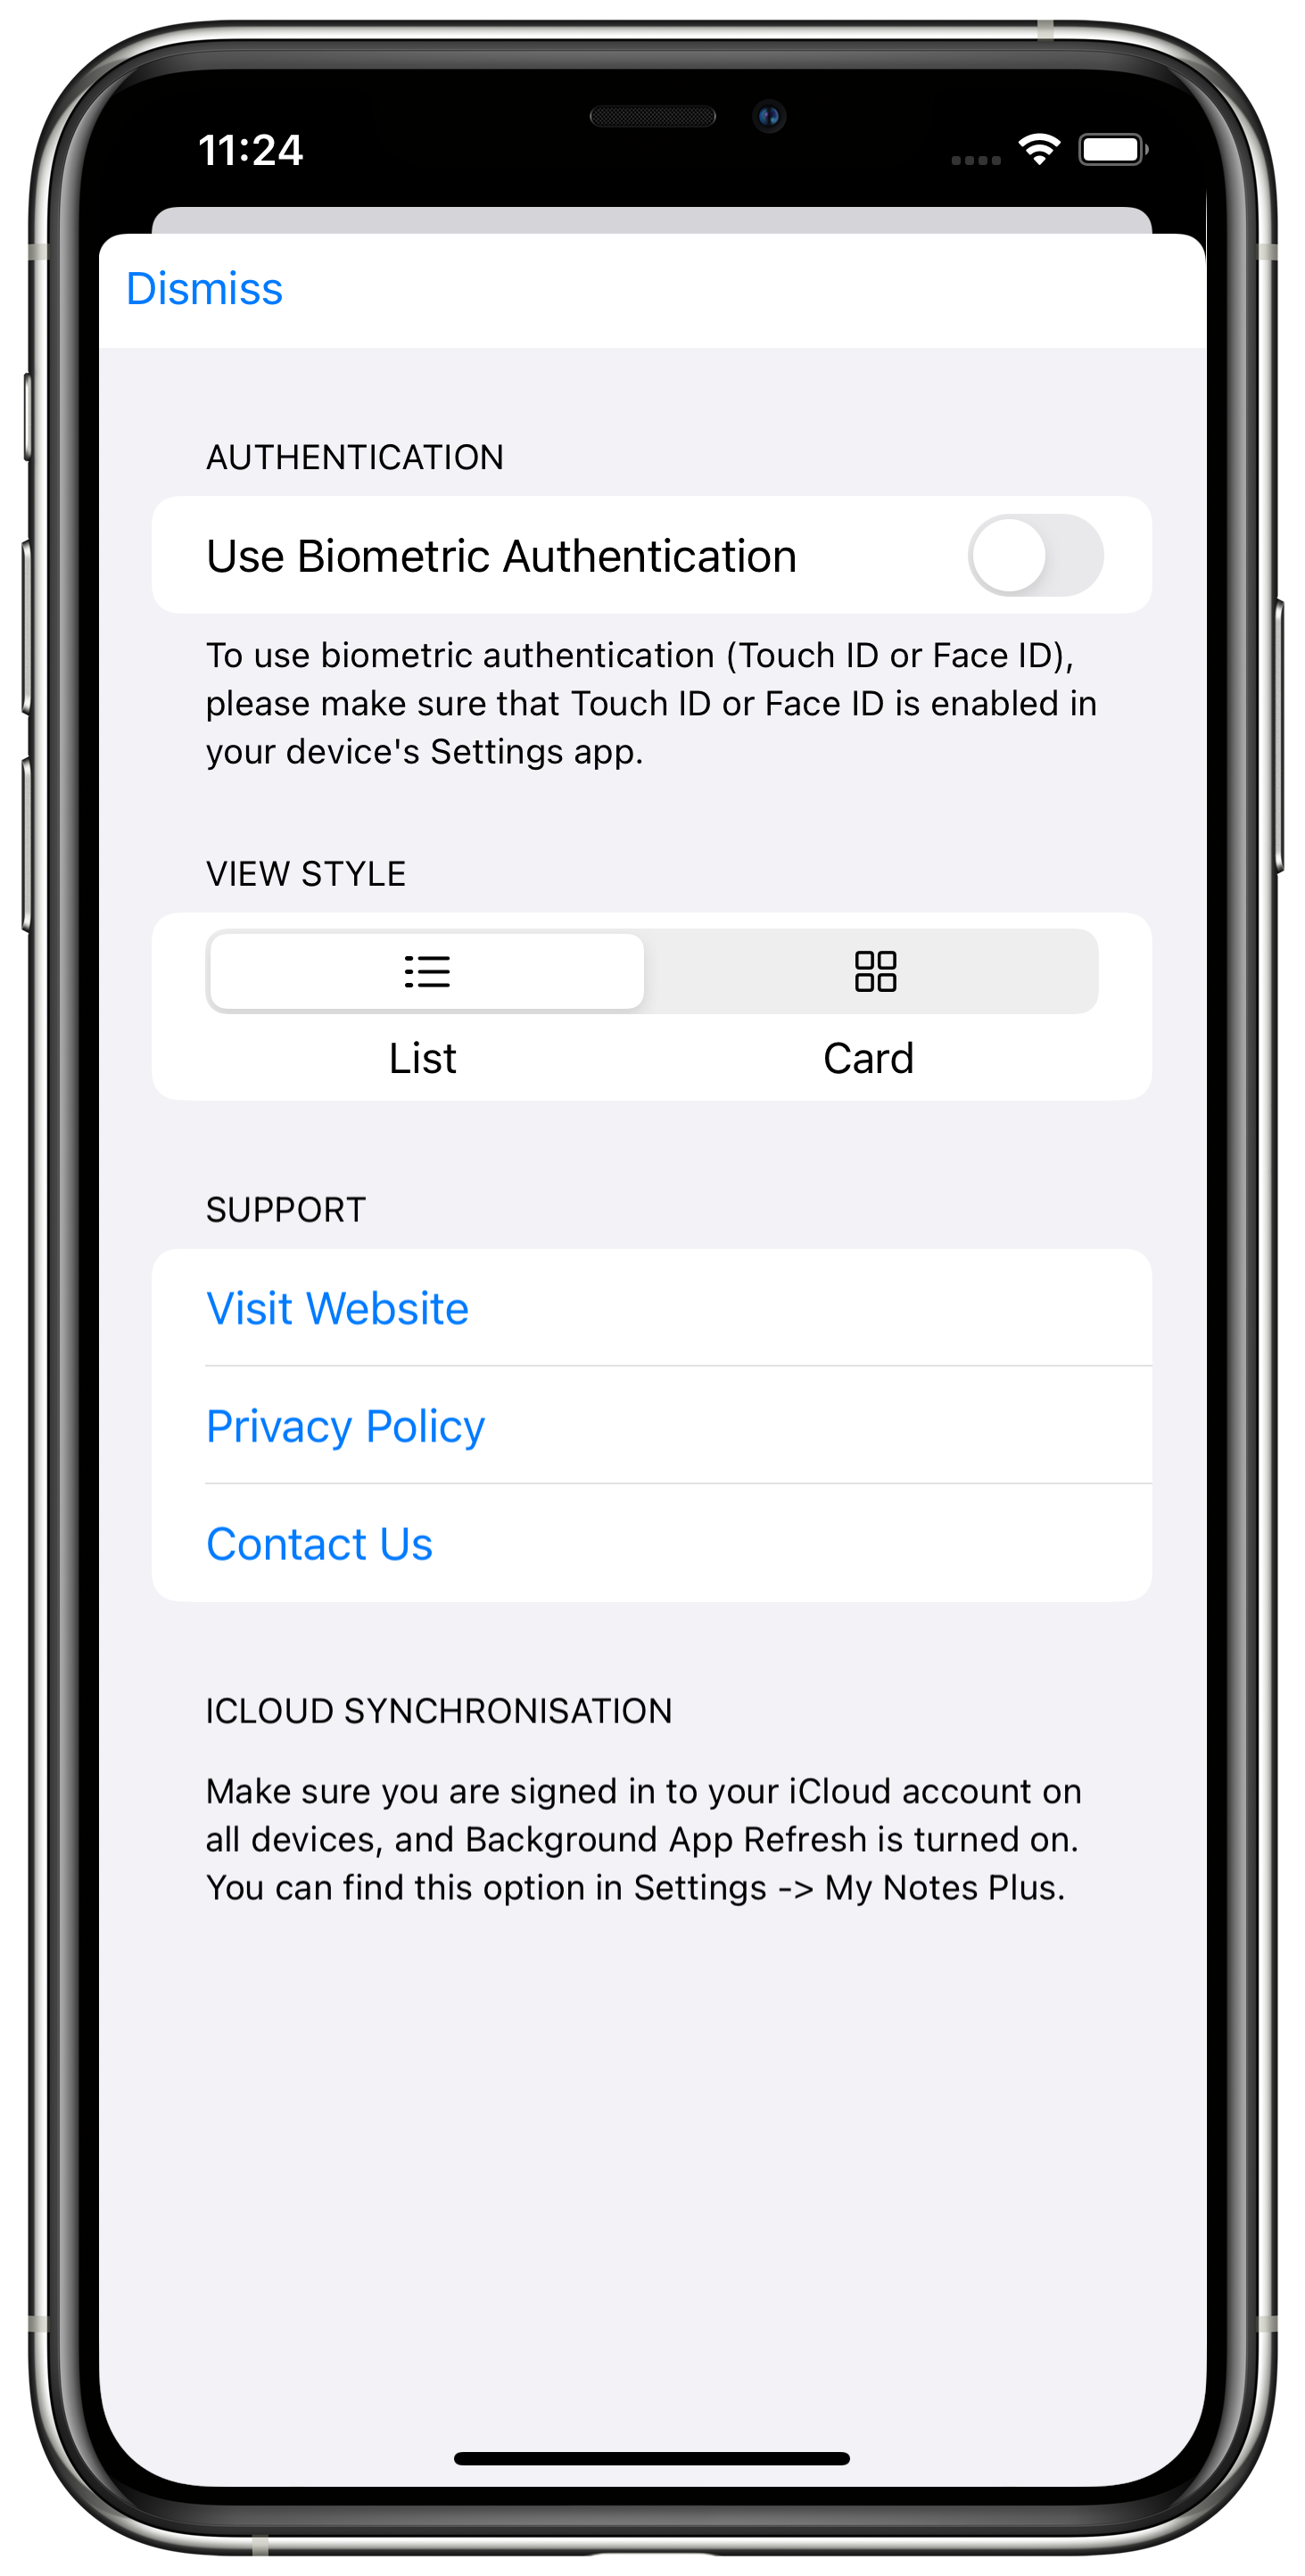 11:24
Dismiss
AUTHENTICATION
Use Biometric Authentication
To use biometric authentication (Touch ID or Face ID),
please make sure that Touch ID or Face ID is enabled in
your device's Settings app.
VIEW STYLE
List
Card
SUPPORT
Visit Website
Privacy Policy
Contact Us
ICLOUD SYNCHRONISATION
Make sure you are signed in to your iCloud account on
all devices, and Background App Refresh is turned on.
You can find this option in Settings -> My Notes Plus.